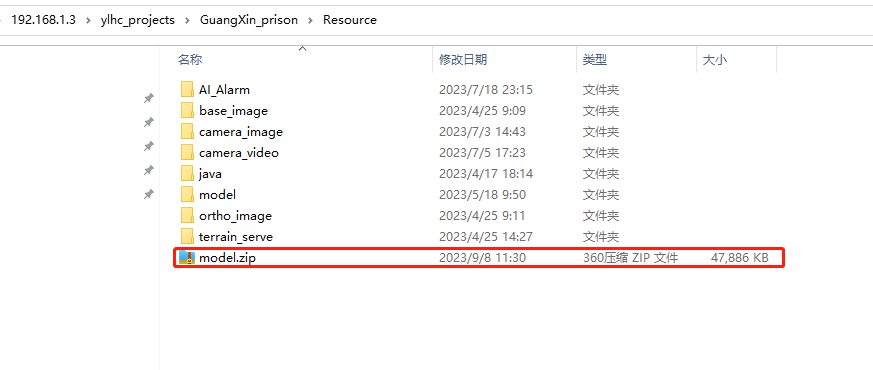 192.168.1.3 › ylhc_projects › GuangXin_prison › Resource
名称 修改日期 类型 大小
AI_Alarm 2023/7/18 23:15 文件夹
base_image 2023/4/25 9:09 文件夹
camera_image 2023/7/3 14:43 文件夹
camera_video 2023/7/5 17:23 文件夹
java 2023/4/17 18:14 文件夹
model 2023/5/18 9:50 文件夹
ortho_image 2023/4/25 9:11 文件夹
terrain_serve 2023/4/25 14:27 文件夹
model.zip 2023/9/8 11:30 360压缩 ZIP 文件 47,886 KB